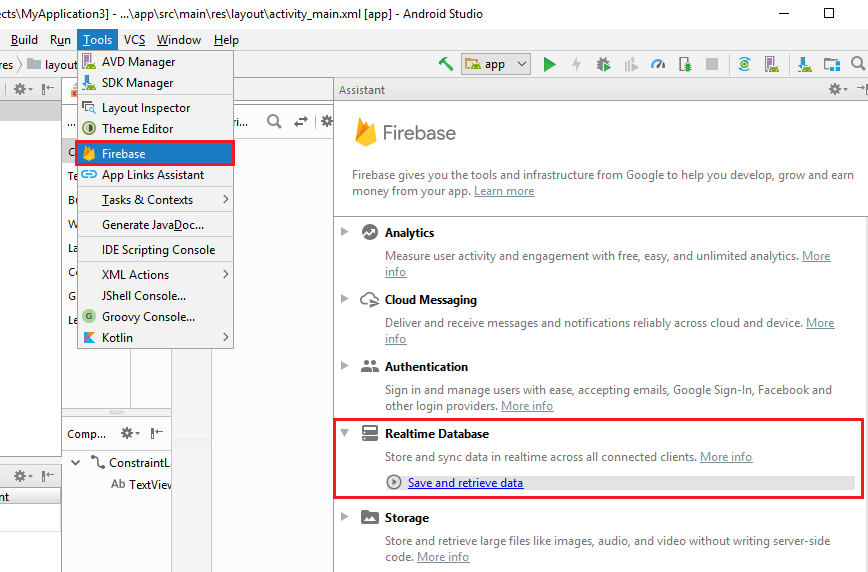 ects\MyApplication3] - ...\app\src\main\res\layout\activity_main.xml [app] - Android Studio
Build Run Tools VCS Window Help
res layou
app
AVD Manager
SDK Manager
Layout Inspector
Theme Editor
Firebase
App Links Assistant
Tasks & Contexts
Generate JavaDoc...
IDE Scripting Console
XML Actions
JShell Console...
Groovy Console...
Kotlin
...
C
Te
Bu
W
La
C
G
Le
ri...
Comp...
ConstraintLa
Ab TextView
nt
Assistant
Firebase
Firebase gives you the tools and infrastructure from Google to help you develop, grow and earn
money from your app. Learn more
Analytics
Measure user activity and engagement with free, easy, and unlimited analytics. More
info
Cloud Messaging
Deliver and receive messages and notifications reliably across cloud and device. More
info
Authentication
Sign in and manage users with ease, accepting emails, Google Sign-In, Facebook and
other login providers. More info
Realtime Database
Store and sync data in realtime across all connected clients. More info
Save and retrieve data
Storage
Store and retrieve large files like images, audio, and video without writing server-side
code. More info